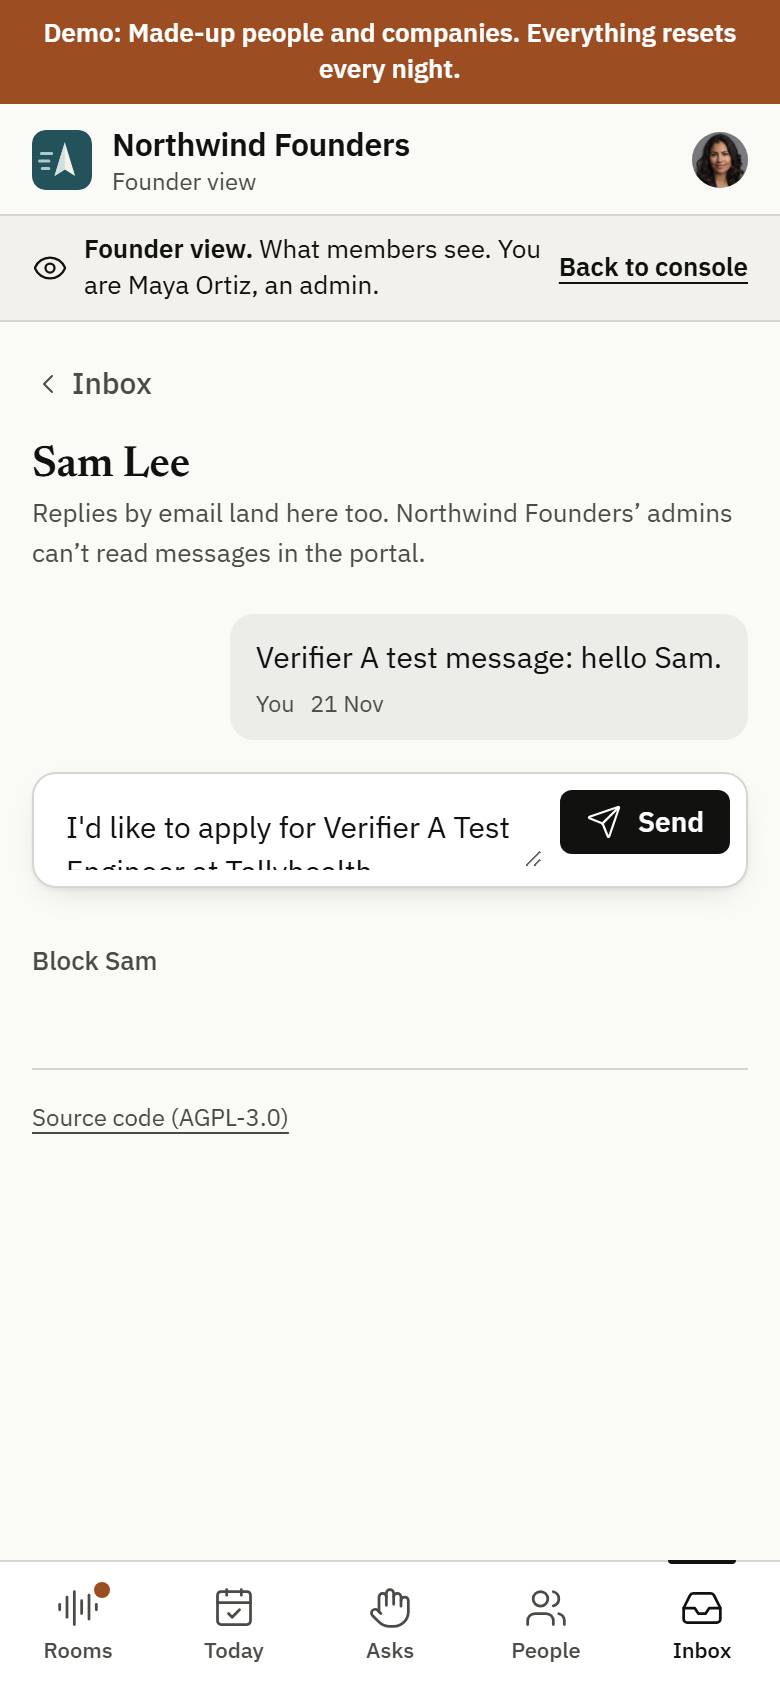 Demo: Made-up people and companies. Everything resets
every night.
Northwind Founders
Founder view
Founder view. What members see. You
are Maya Ortiz, an admin.
Back to console
Inbox
Sam Lee
Replies by email land here too. Northwind Founders’ admins
can’t read messages in the portal.
Verifier A test message: hello Sam.
You 21 Nov
I'd like to apply for Verifier A Test
Engineer at Tollyhealth
Send
Block Sam
Source code (AGPL-3.0)
Rooms
Today
Asks
People
Inbox